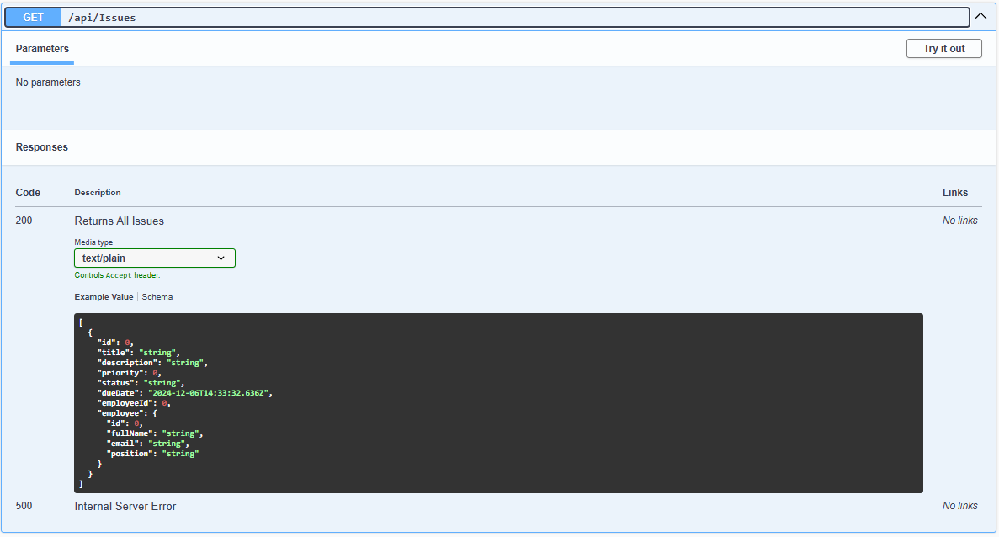 GET /api/Issues
Parameters
Try it out
No parameters
Responses
Code Description Links
200 Returns All Issues No links
Media type
text/plain
Controls Accept header.
Example Value | Schema
[
  {
    "id": 0,
    "title": "string",
    "description": "string",
    "priority": 0,
    "status": "string",
    "dueDate": "2024-12-06T14:33:32.636Z",
    "employeeId": 0,
    "employee": {
      "id": 0,
      "fullName": "string",
      "email": "string",
      "position": "string"
    }
  }
]
500 Internal Server Error No links